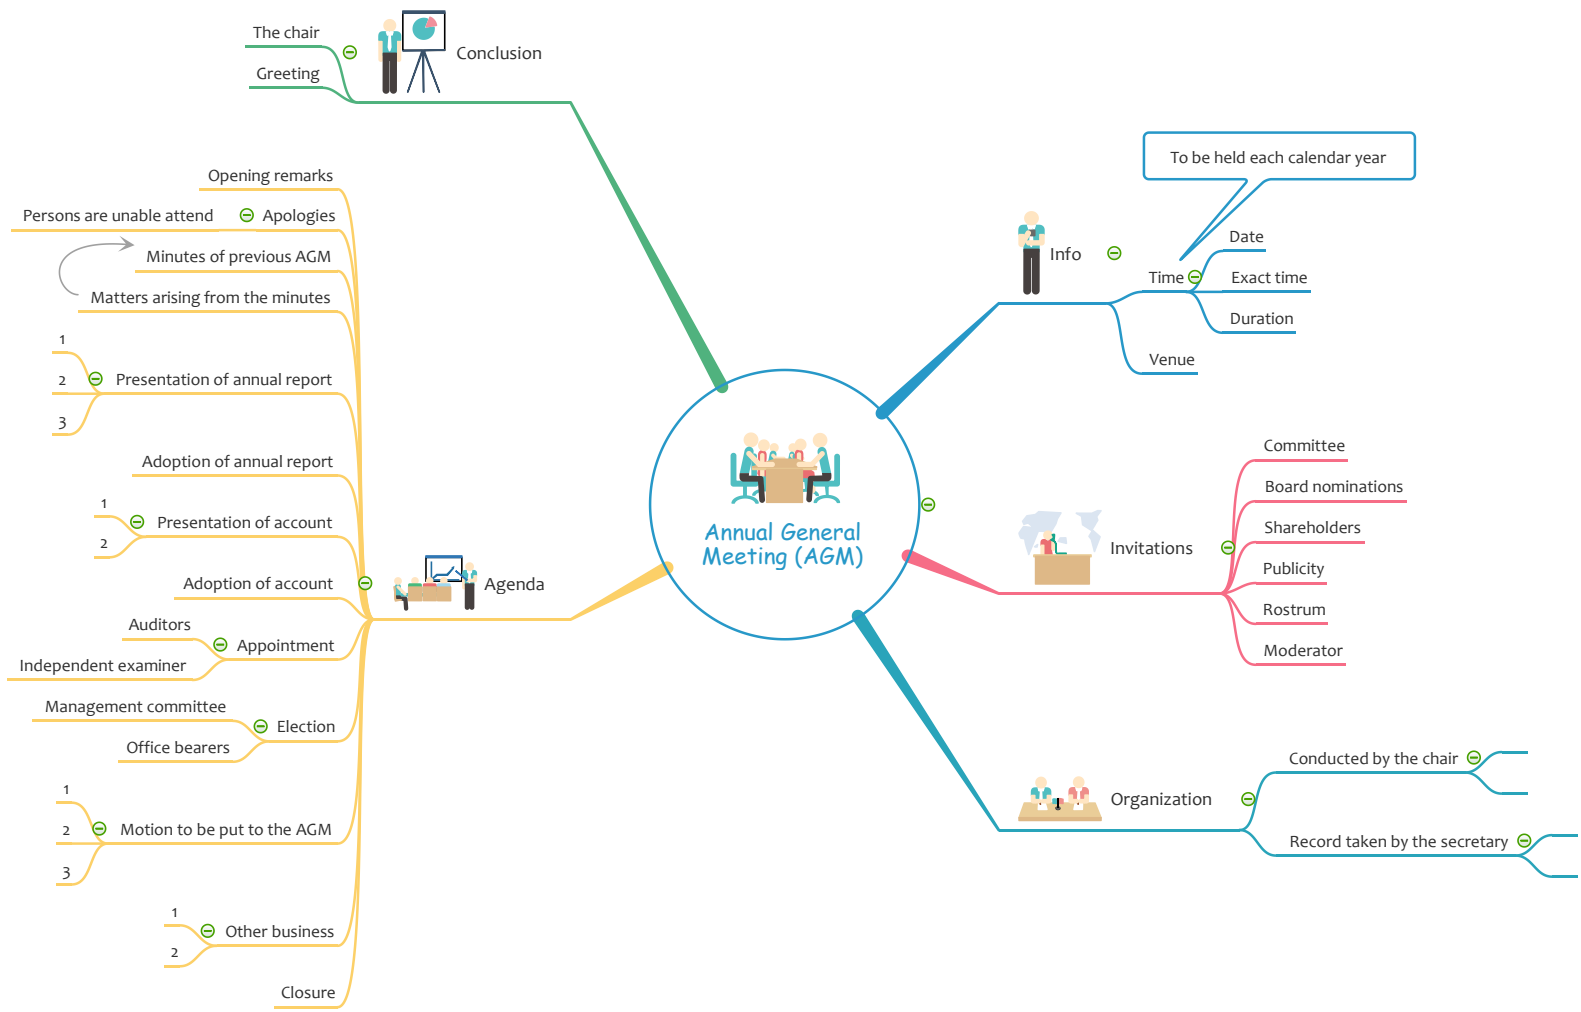 Annual General
Meeting (AGM)
Conclusion
The chair
Greeting
To be held each calendar year
Info
Time
Date
Exact time
Duration
Venue
Invitations
Committee
Board nominations
Shareholders
Publicity
Rostrum
Moderator
Organization
Conducted by the chair
Record taken by the secretary
Agenda
Opening remarks
Apologies
Persons are unable attend
Minutes of previous AGM
Matters arising from the minutes
Presentation of annual report
1
2
3
Adoption of annual report
Presentation of account
1
2
Adoption of account
Appointment
Auditors
Independent examiner
Election
Management committee
Office bearers
Motion to be put to the AGM
1
2
3
Other business
1
2
Closure